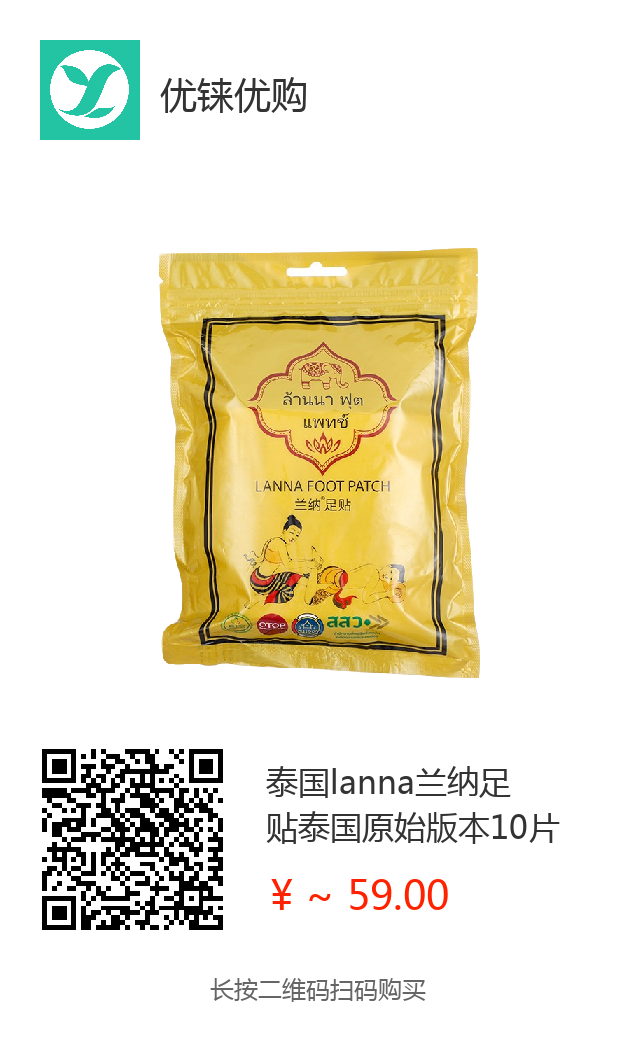 优铼优购
ล้านนา ฟุต
แพทช์
LANNA FOOT PATCH
兰纳®足贴
OTOP
สสว
泰国lanna兰纳足
贴泰国原始版本10片
¥ ~ 59.00
长按二维码扫码购买